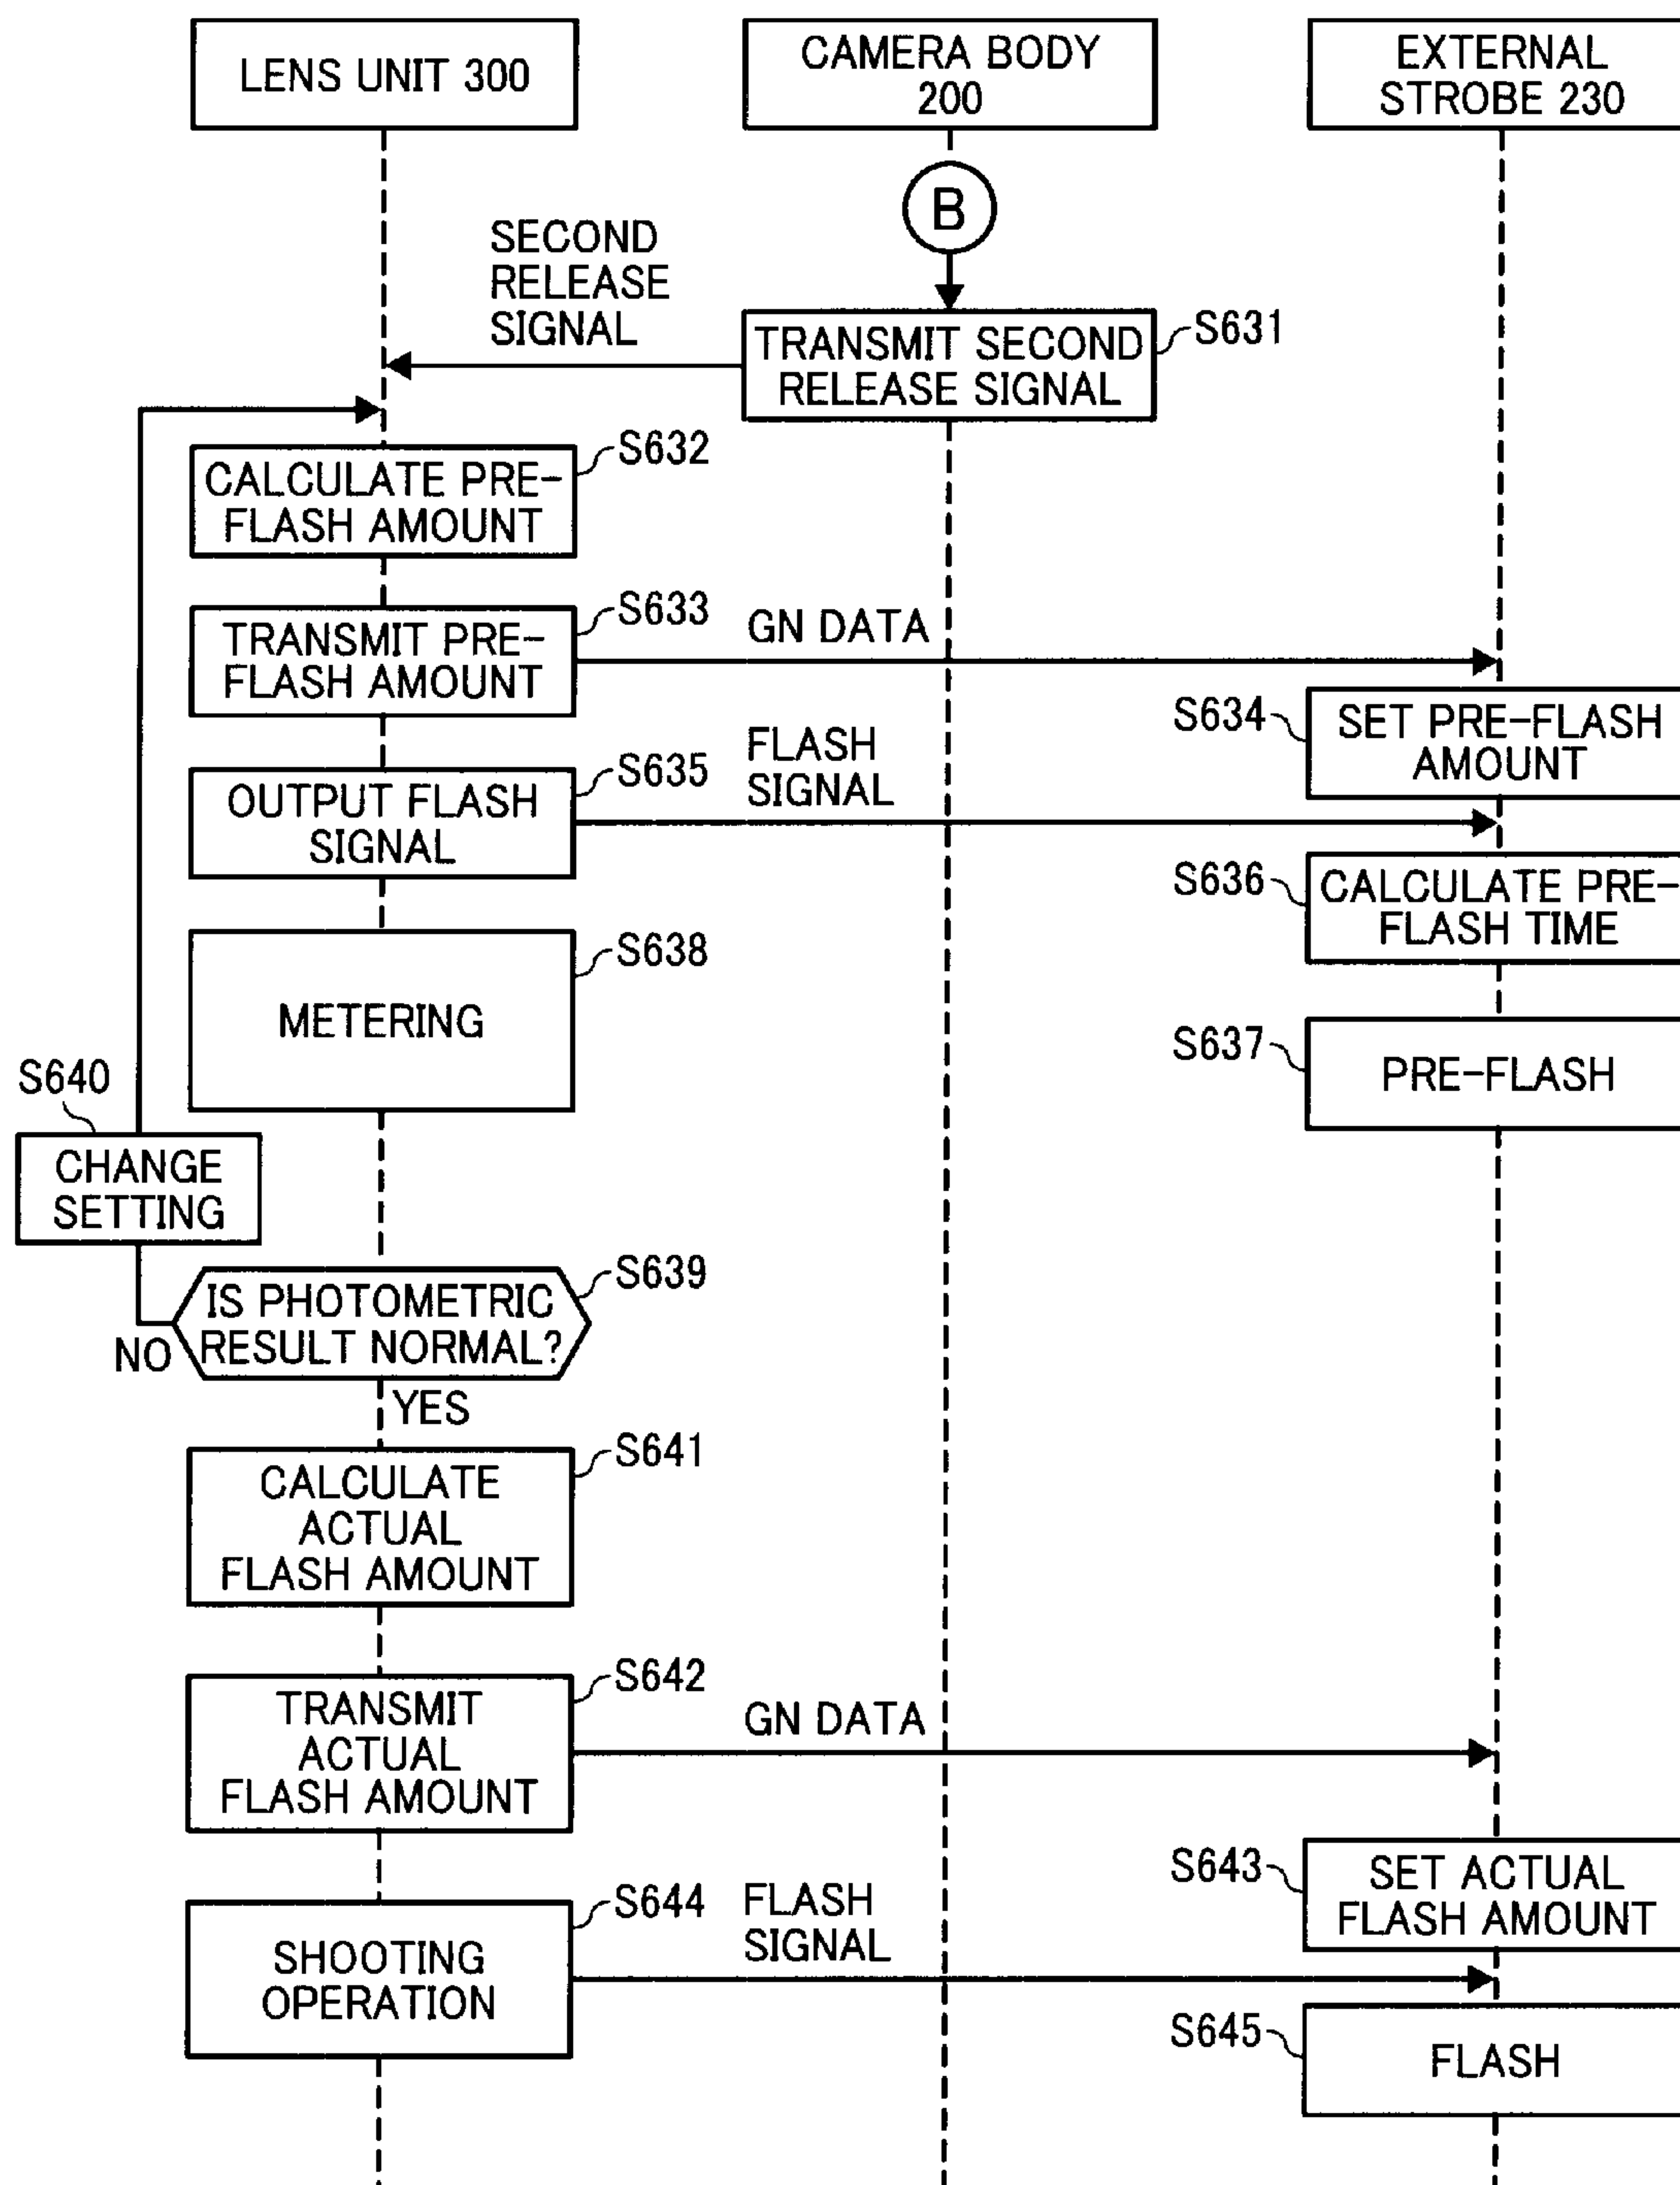 LENS UNIT 300
CAMERA BODY
200
EXTERNAL
STROBE 230
B
SECOND
RELEASE
SIGNAL
TRANSMIT SECOND
RELEASE SIGNAL
S631
CALCULATE PRE-
FLASH AMOUNT
S632
TRANSMIT PRE-
FLASH AMOUNT
S633
GN DATA
S634
SET PRE-FLASH
AMOUNT
OUTPUT FLASH
SIGNAL
S635
FLASH
SIGNAL
S636
CALCULATE PRE-
FLASH TIME
METERING
S638
S637
PRE-FLASH
S640
CHANGE
SETTING
IS PHOTOMETRIC
RESULT NORMAL?
S639
NO
YES
CALCULATE
ACTUAL
FLASH AMOUNT
S641
TRANSMIT
ACTUAL
FLASH AMOUNT
S642
GN DATA
S643
SET ACTUAL
FLASH AMOUNT
SHOOTING
OPERATION
S644
FLASH
SIGNAL
S645
FLASH